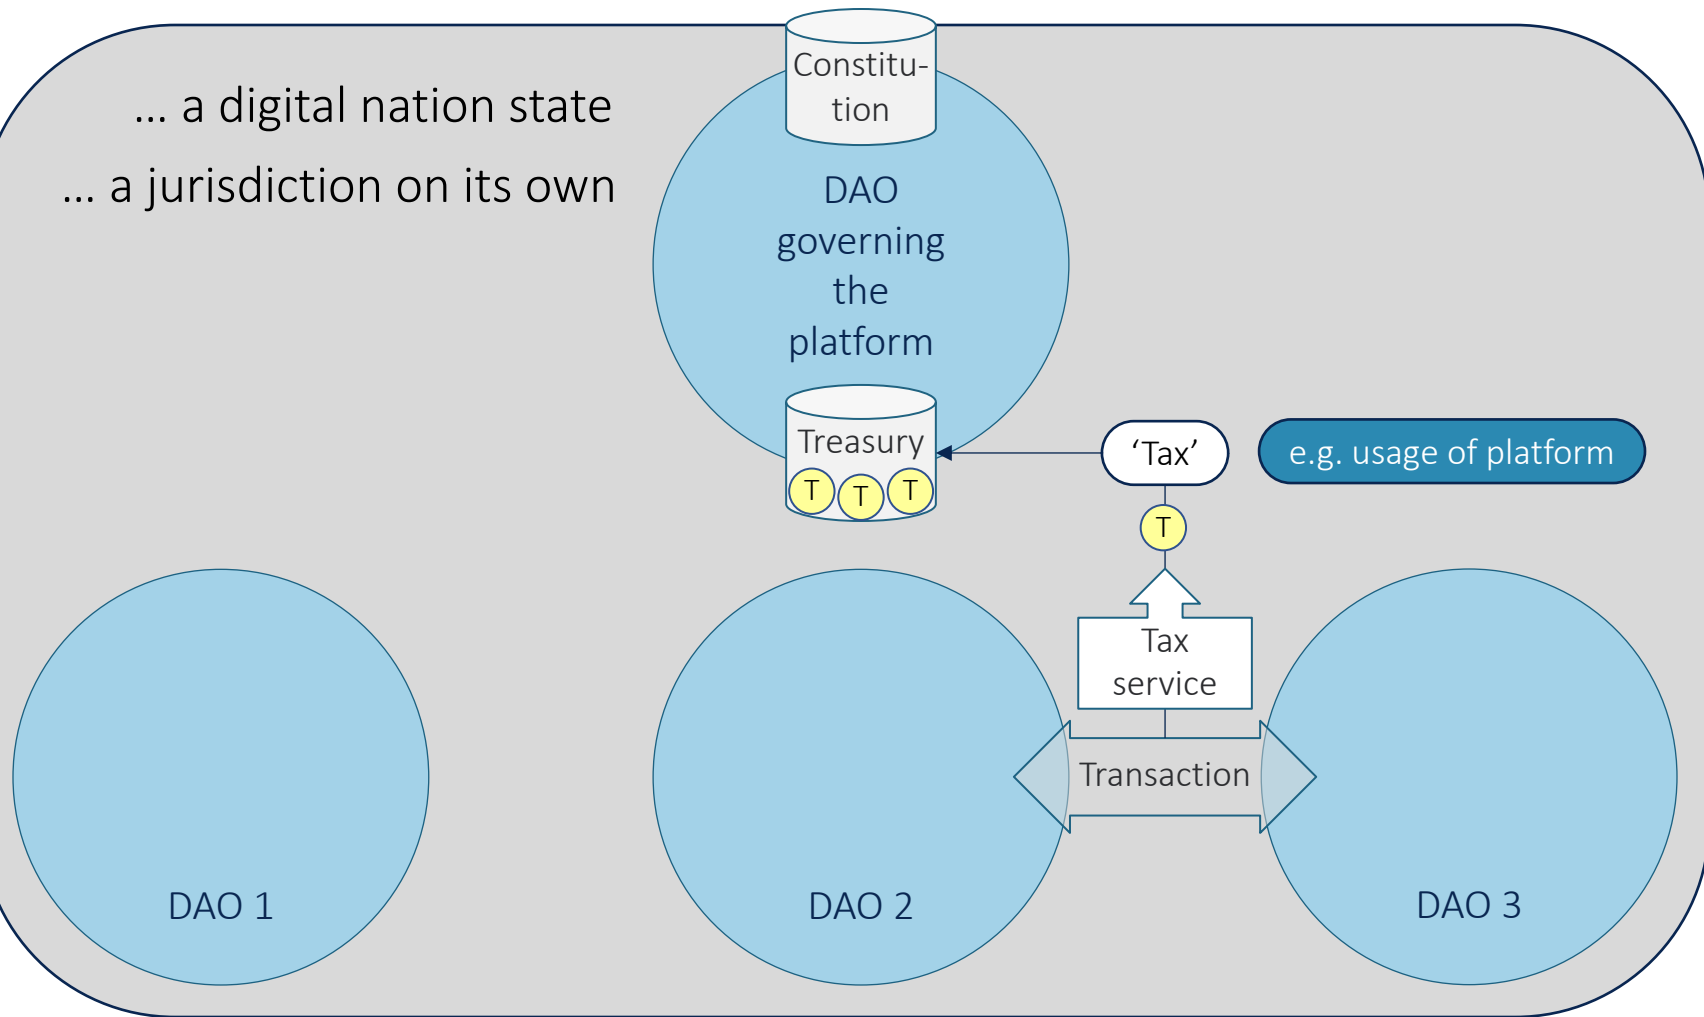 ... a digital nation state
... a jurisdiction on its own
Constitu-
tion
DAO
governing
the
platform
Treasury
T T T
‘Tax’
e.g. usage of platform
T
Tax
service
Transaction
DAO 1
DAO 2
DAO 3